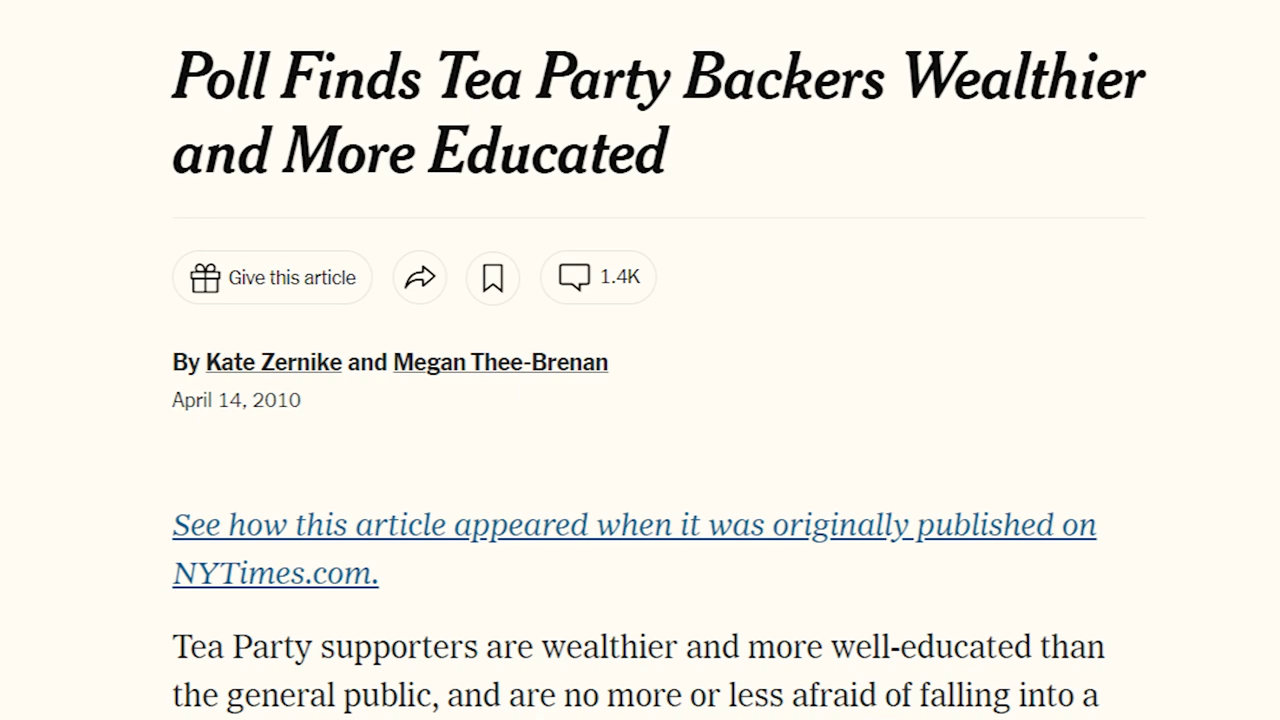 Poll Finds Tea Party Backers Wealthier
and More Educated
Give this article
1.4K
By Kate Zernike and Megan Thee-Brenan
April 14, 2010
See how this article appeared when it was originally published on
NYTimes.com.
Tea Party supporters are wealthier and more well-educated than
the general public, and are no more or less afraid of falling into a